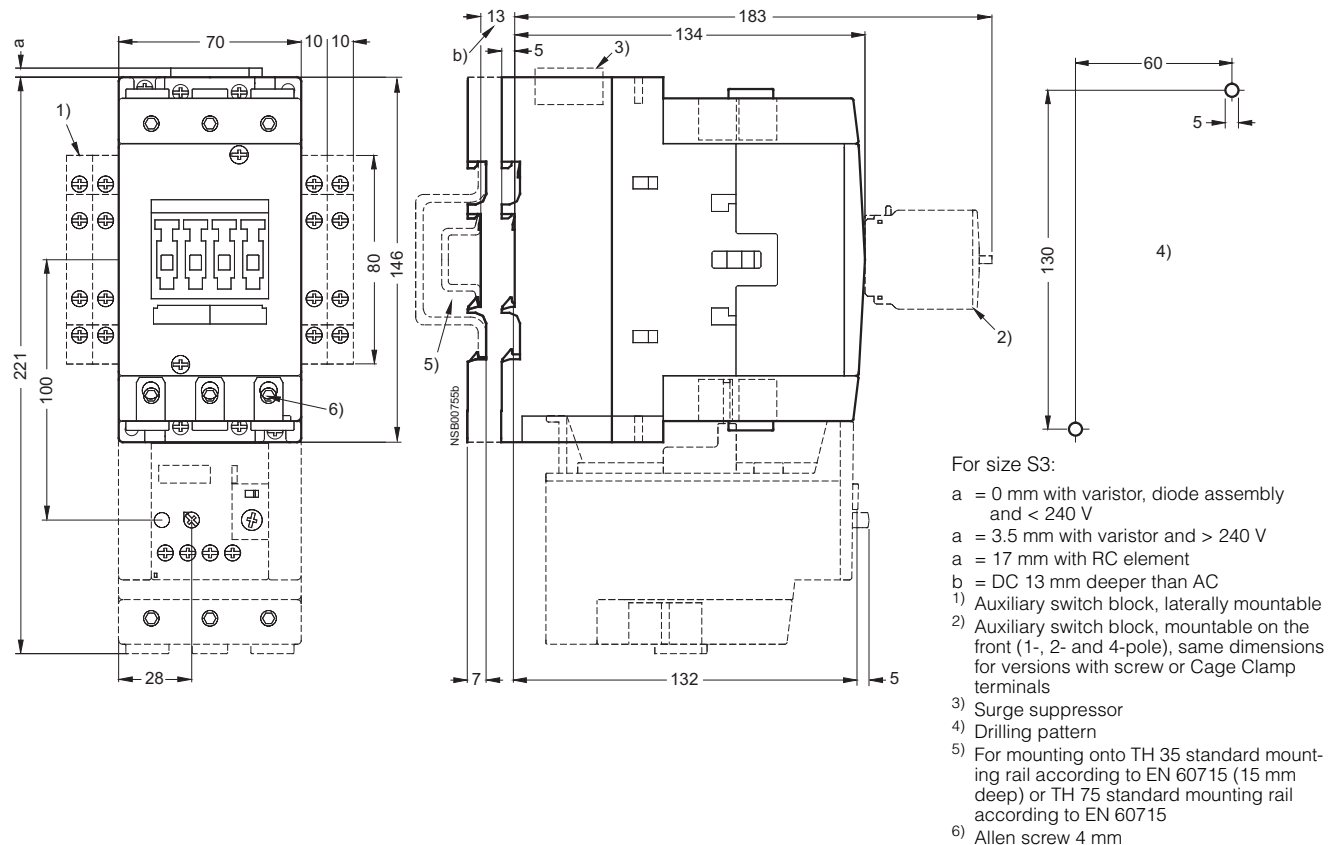 13
183
a
70
10
10
134
b)
5
3)
60
1)
5
130
4)
80
146
221
100
2)
5)
6)
NSB00755b
28
7
132
5
For size S3:
a = 0 mm with varistor, diode assembly
and < 240 V
a = 3.5 mm with varistor and > 240 V
a = 17 mm with RC element
b = DC 13 mm deeper than AC
1) Auxiliary switch block, laterally mountable
2) Auxiliary switch block, mountable on the
front (1-, 2- and 4-pole), same dimensions
for versions with screw or Cage Clamp
terminals
3) Surge suppressor
4) Drilling pattern
5) For mounting onto TH 35 standard mount-
ing rail according to EN 60715 (15 mm
deep) or TH 75 standard mounting rail
according to EN 60715
6) Allen screw 4 mm